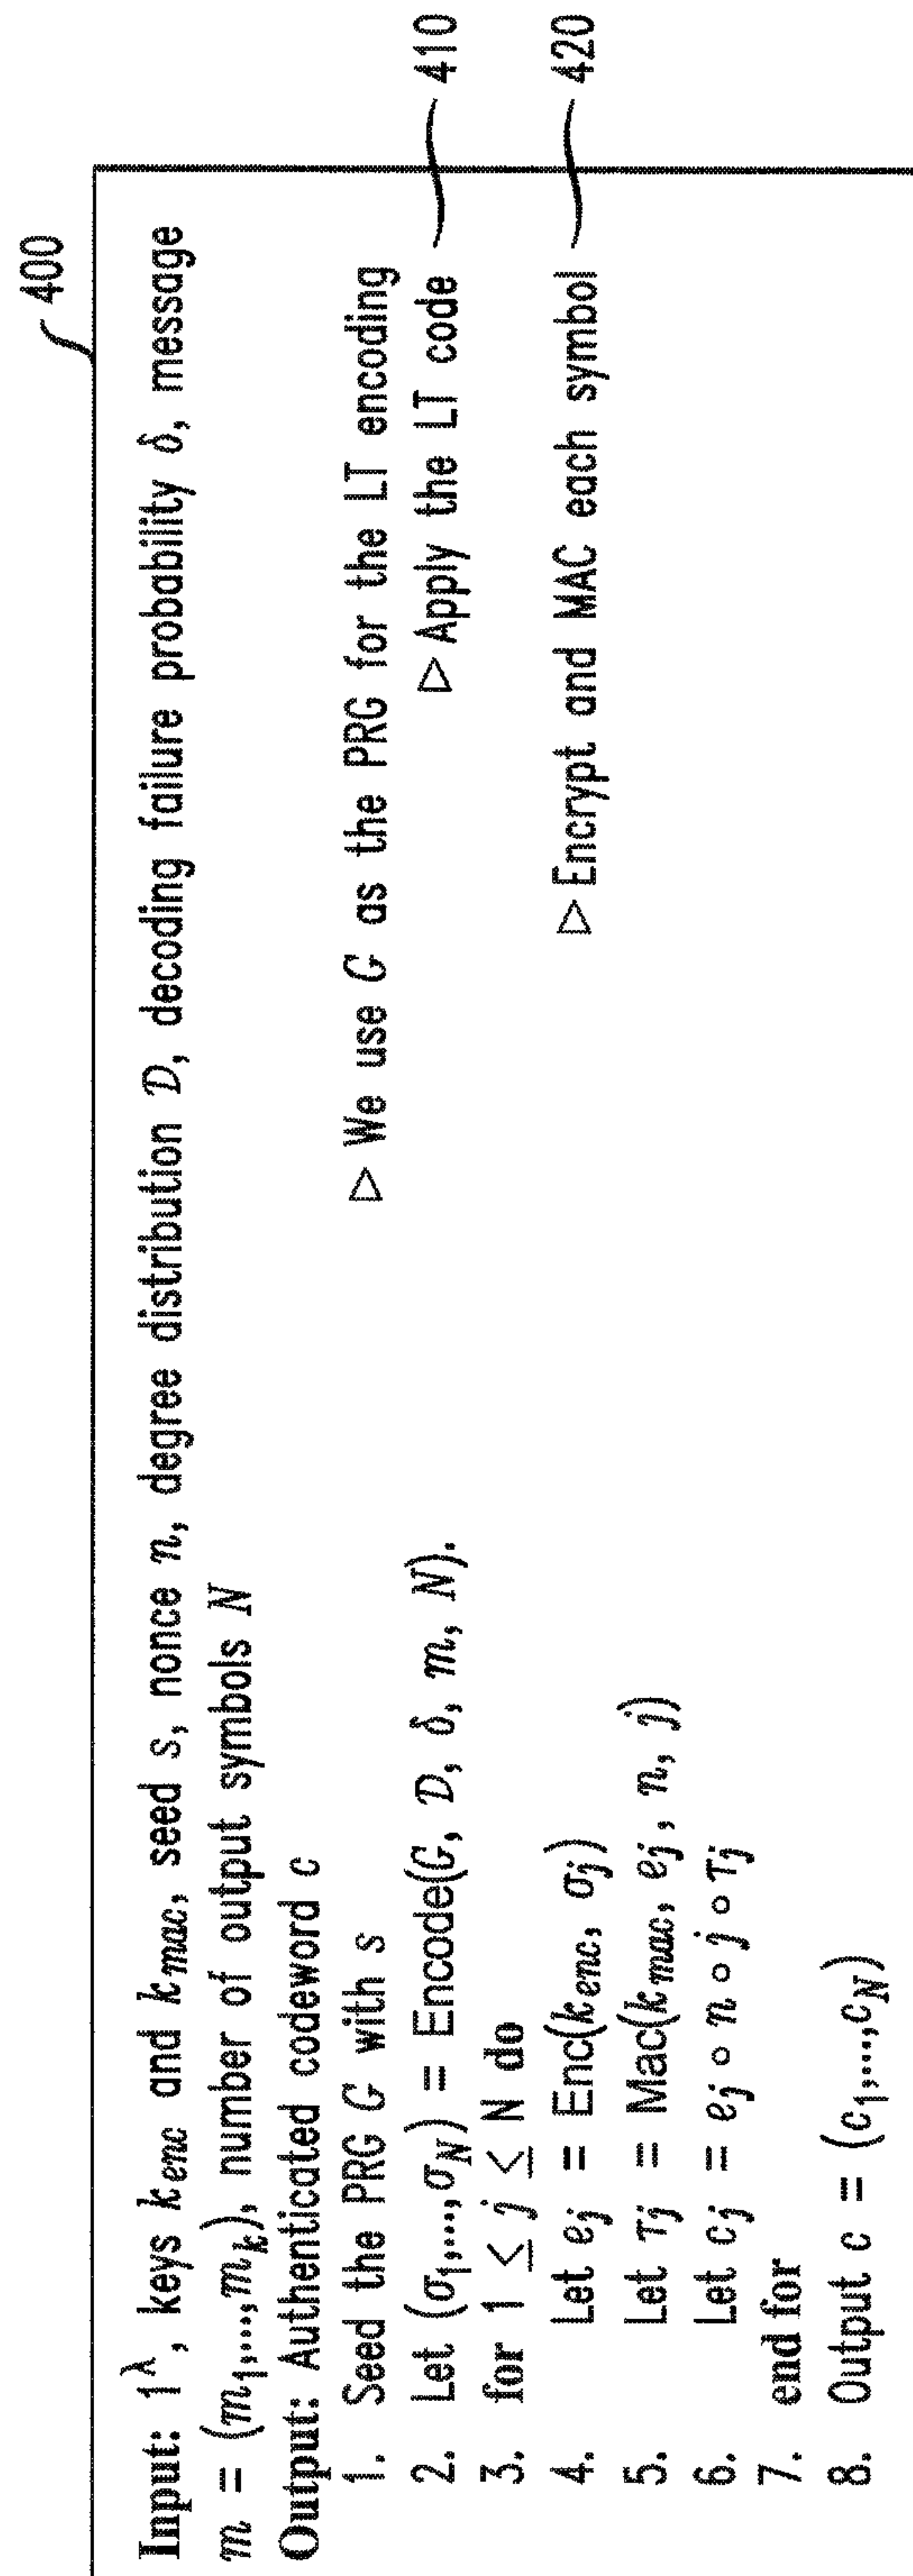 400
Input: 1^λ, keys k_enc and k_mac, seed s, nonce n, degree distribution 𝒟, decoding failure probability δ, message
m = (m_1,...,m_k), number of output symbols N
Output: Authenticated codeword c
1. Seed the PRG G with s ▷ We use G as the PRG for the LT encoding
2. Let (σ_1,...,σ_N) = Encode(G, 𝒟, δ, m, N). ▷ Apply the LT code 410
3. for 1 ≤ j ≤ N do
4. Let e_j = Enc(k_enc, σ_j) ▷ Encrypt and MAC each symbol 420
5. Let τ_j = Mac(k_mac, e_j, n, j)
6. Let c_j = e_j ∘ n ∘ j ∘ τ_j
7. end for
8. Output c = (c_1,...,c_N)